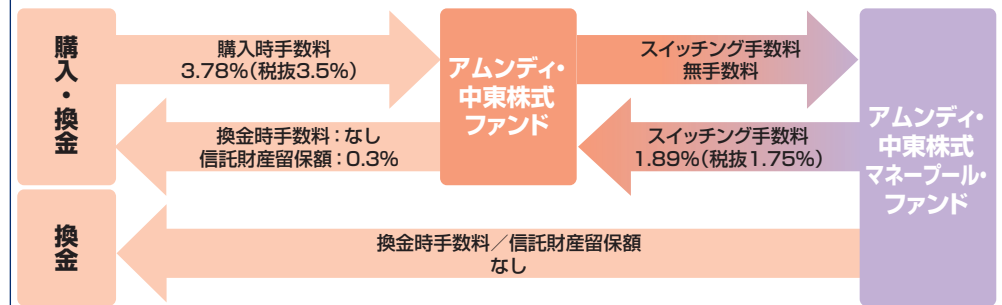 購入・換金
購入時手数料
3.78%(税抜3.5%)
換金時手数料：なし
信託財産留保額：0.3%
アムンディ・
中東株式
ファンド
スイッチング手数料
無手数料
スイッチング手数料
1.89%(税抜1.75%)
アムンディ・
中東株式
マネープール・
ファンド
換金
換金時手数料／信託財産留保額
なし